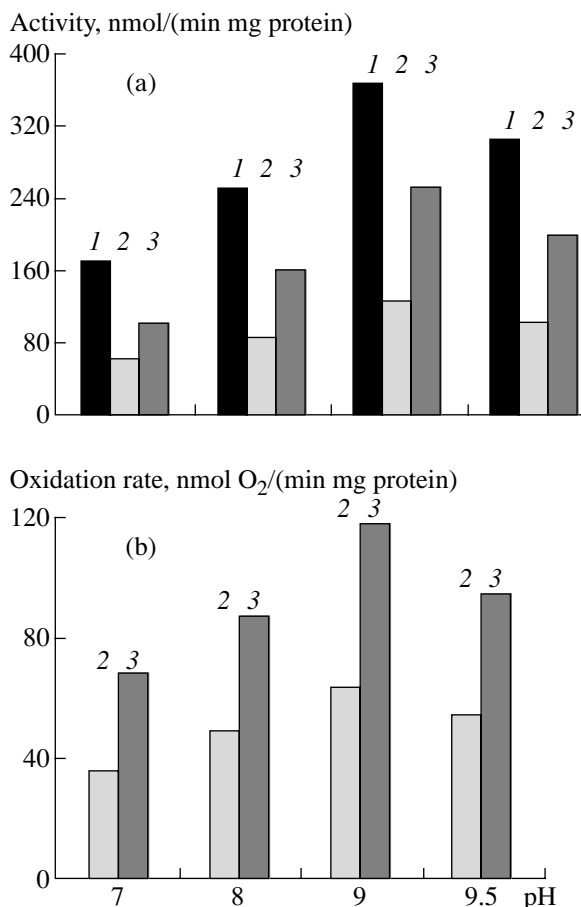 Activity, nmol/(min mg protein)
400
(a)
1 2 3
320
1 2 3
1 2 3
240
1 2 3
160
80
0
Oxidation rate, nmol O₂/(min mg protein)
120
(b)
2 3
2 3
2 3
80
2 3
40
0
7 8 9 9.5 pH